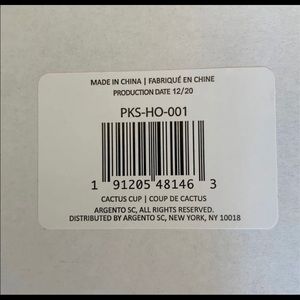 MADE IN CHINA | FABRIQUÉ EN CHINE
PRODUCTION DATE 12/20
PKS-HO-001
1 91205 48146 3
CACTUS CUP | COUP DE CACTUS
ARGENTO SC, ALL RIGHTS RESERVED.
DISTRIBUTED BY ARGENTO SC, NEW YORK, NY 10018